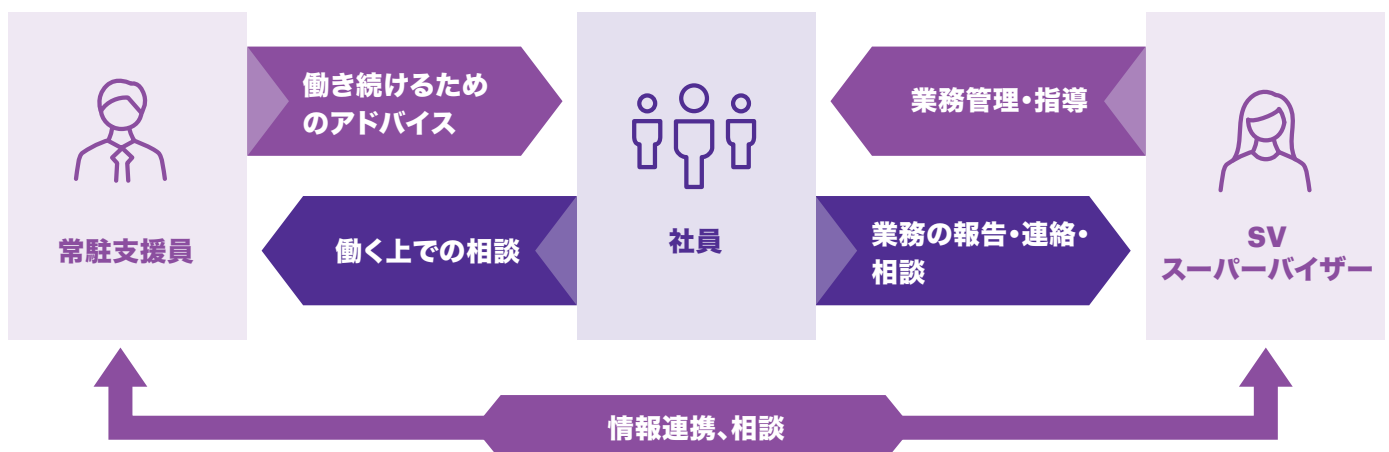 働き続けるため
のアドバイス
業務管理・指導
常駐支援員
働く上での相談
社員
業務の報告・連絡・
相談
SV
スーパーバイザー
情報連携、相談